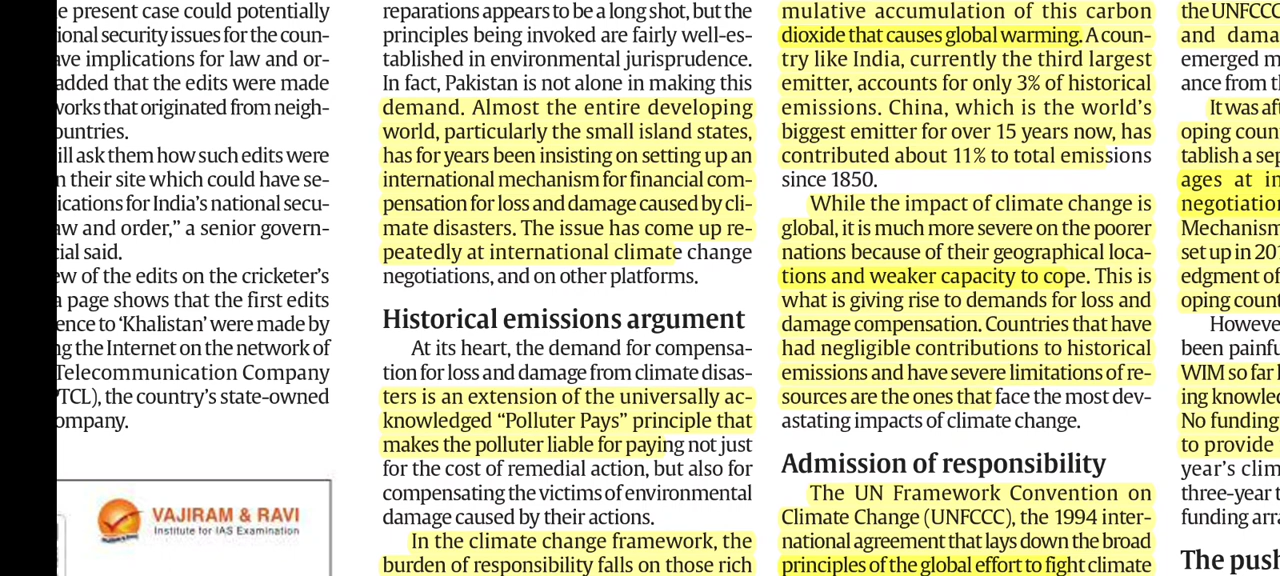 e present case could potentially
ional security issues for the coun-
ve implications for law and or-
added that the edits were made
works that originated from neigh-
ountries.
ill ask them how such edits were
n their site which could have se-
ications for India's national secu-
aw and order," a senior govern-
cial said.
ew of the edits on the cricketer's
a page shows that the first edits
ence to 'Khalistan' were made by
ng the Internet on the network of
Telecommunication Company
TCL), the country's state-owned
ompany.
VAJIRAM & RAVI
Institute for IAS Examination
reparations appears to be a long shot, but the
principles being invoked are fairly well-es-
tablished in environmental jurisprudence.
In fact, Pakistan is not alone in making this
demand. Almost the entire developing
world, particularly the small island states,
has for years been insisting on setting up an
international mechanism for financial com-
pensation for loss and damage caused by cli-
mate disasters. The issue has come up re-
peatedly at international climate change
negotiations, and on other platforms.
Historical emissions argument
At its heart, the demand for compensa-
tion for loss and damage from climate disas-
ters is an extension of the universally ac-
knowledged "Polluter Pays" principle that
makes the polluter liable for paying not just
for the cost of remedial action, but also for
compensating the victims of environmental
damage caused by their actions.
In the climate change framework, the
burden of responsibility falls on those rich
mulative accumulation of this carbon
dioxide that causes global warming. A coun-
try like India, currently the third largest
emitter, accounts for only 3% of historical
emissions. China, which is the world's
biggest emitter for over 15 years now, has
contributed about 11% to total emissions
since 1850.
While the impact of climate change is
global, it is much more severe on the poorer
nations because of their geographical loca-
tions and weaker capacity to cope. This is
what is giving rise to demands for loss and
damage compensation. Countries that have
had negligible contributions to historical
emissions and have severe limitations of re-
sources are the ones that face the most dev-
astating impacts of climate change.
Admission of responsibility
The UN Framework Convention on
Climate Change (UNFCCC), the 1994 inter-
national agreement that lays down the broad
principles of the global effort to fight climate
the UNFCCC
and dama
emerged m
ance from t
It was af
oping coun
tablish a sep
ages at in
negotiation
Mechanism
set up in 20
edgment of
oping count
However
been painfu
WIM so far
ing knowled
No funding
to provide
year's clim
three-year t
funding arra
The push